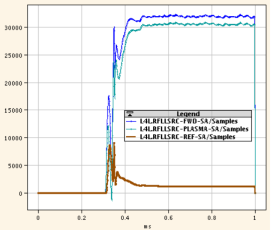 30000
25000
20000
15000
10000
5000
0
Legend
L4L.RFLLSRC-FWD-SA/Samples
L4L.RFLLSRC-PLASMA-SA/Samples
L4L.RFLLSRC-REF-SA/Samples
0 0.2 0.4 0.6 0.8 1
ms